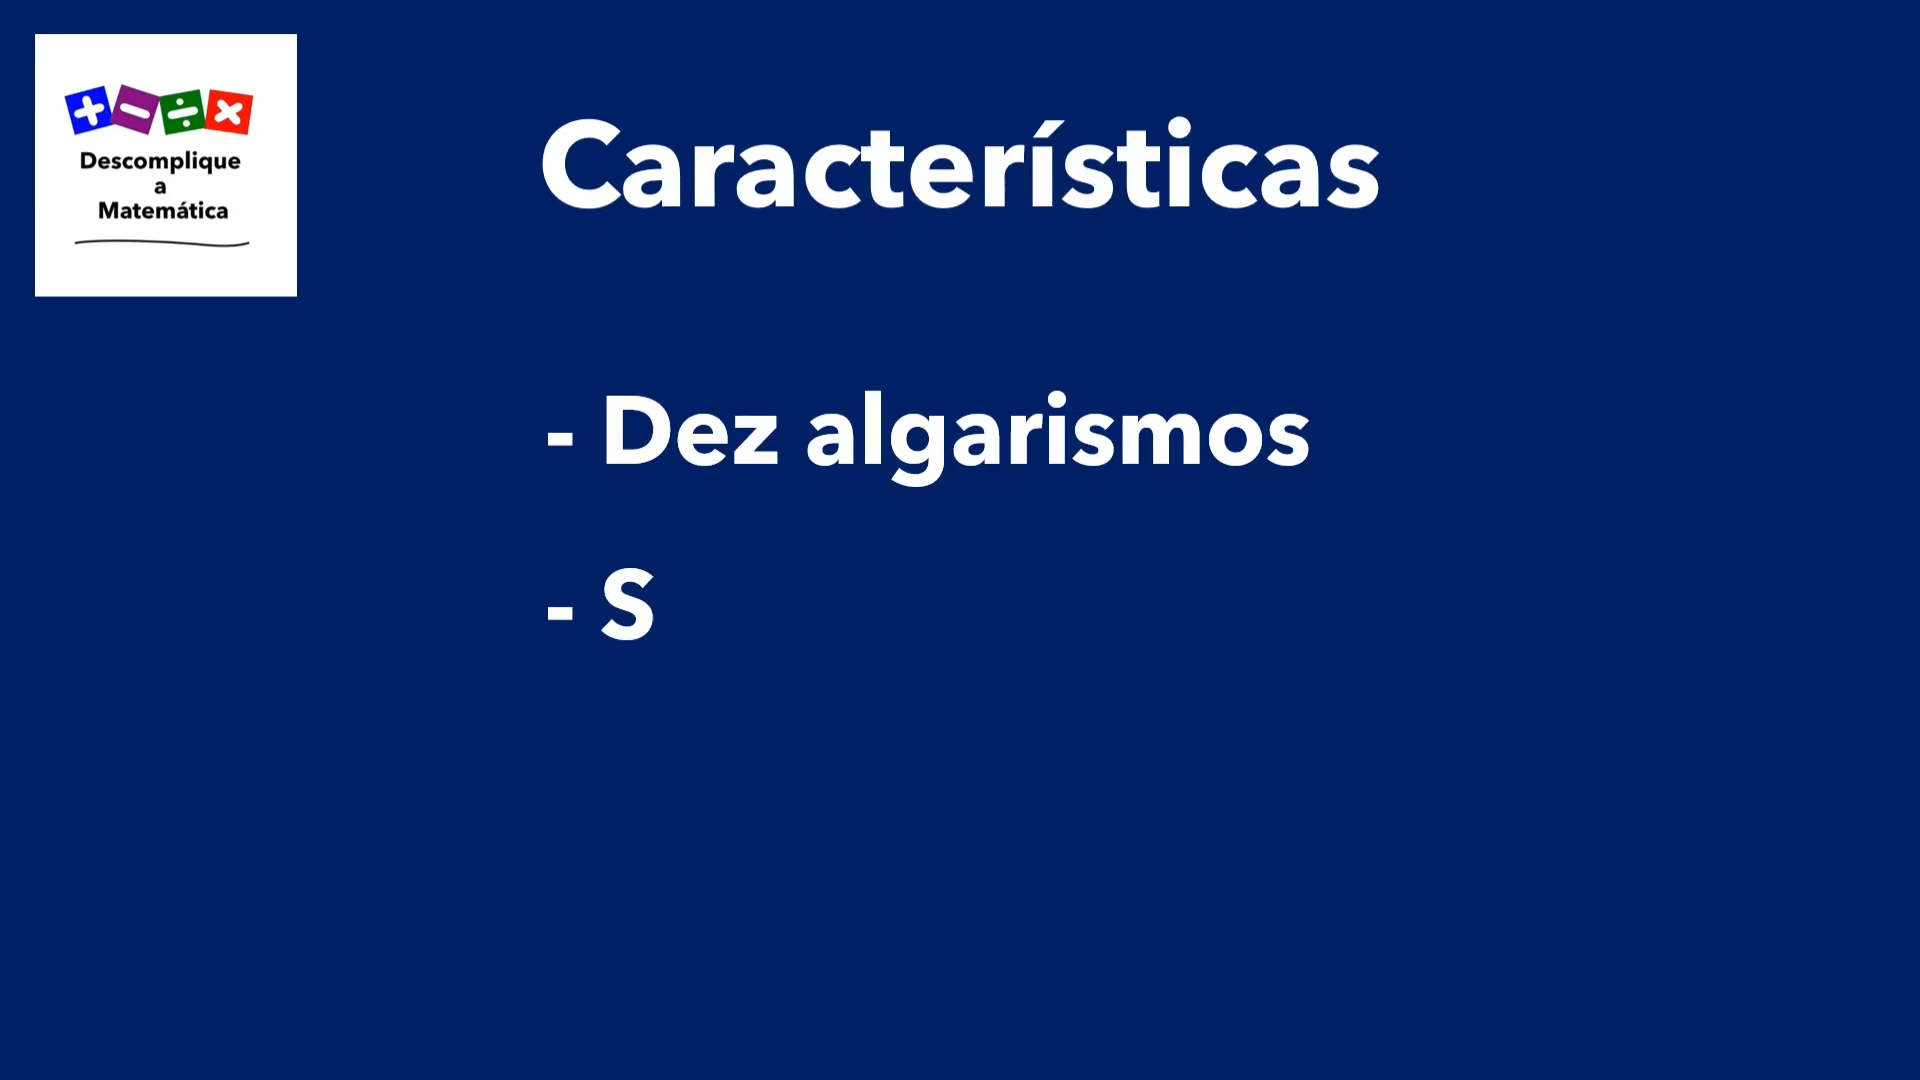 Descomplique
a
Matemática
Características
- Dez algarismos
- S